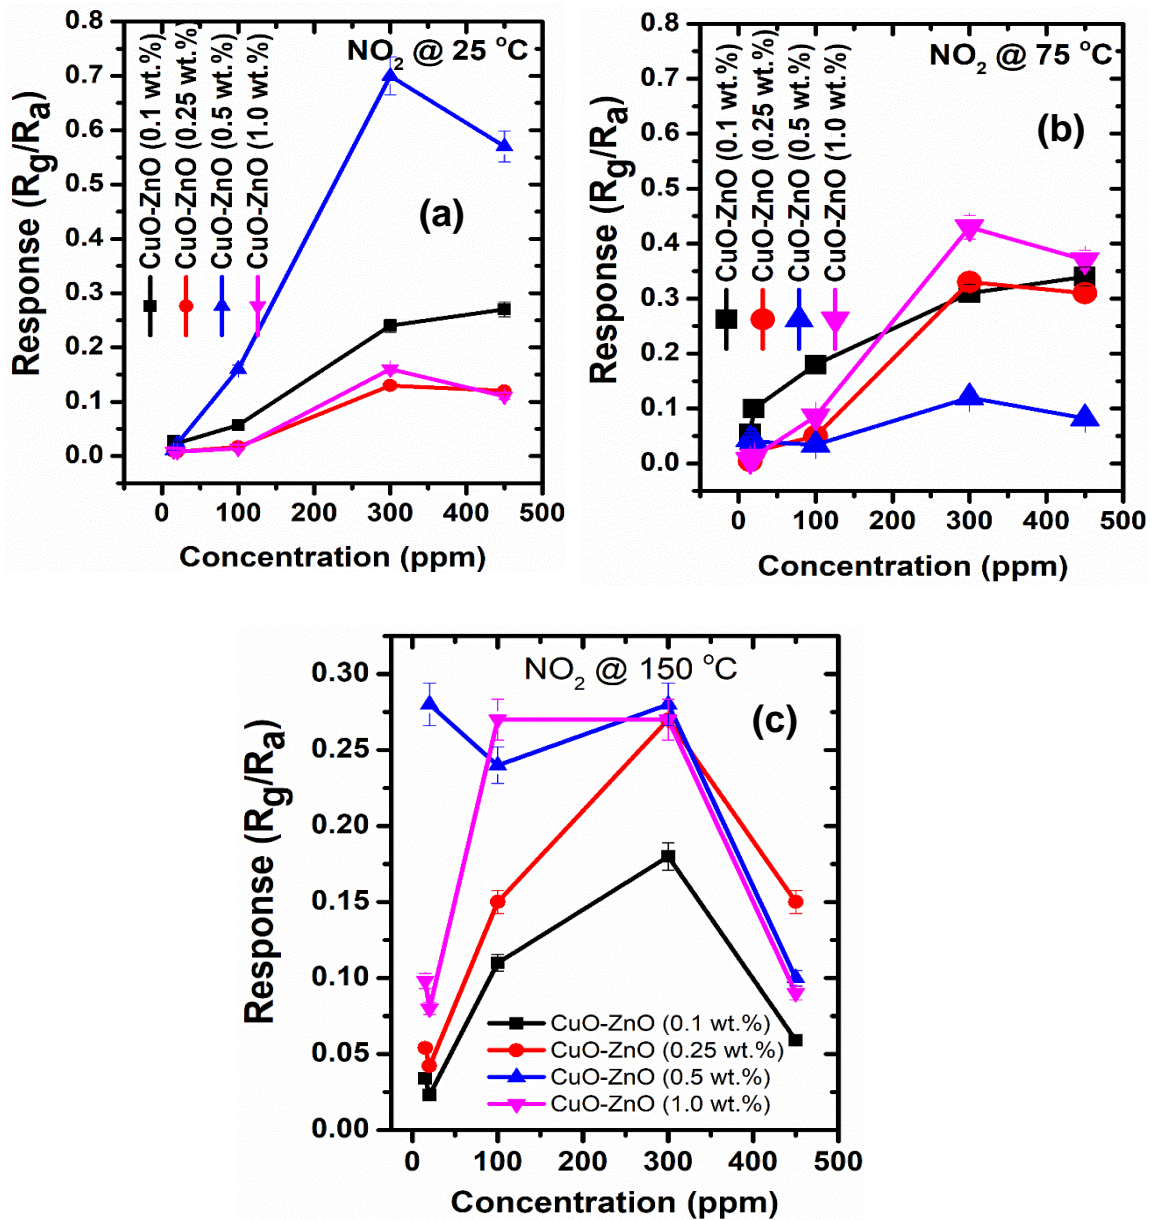 NO2 @ 25 °C
(a)
CuO-ZnO (0.1 wt.%)
CuO-ZnO (0.25 wt.%)
CuO-ZnO (0.5 wt.%)
CuO-ZnO (1.0 wt.%)
Response (Rg/Ra)
0.8
0.7
0.6
0.5
0.4
0.3
0.2
0.1
0.0
0 100 200 300 400 500
Concentration (ppm)
NO2 @ 75 °C
(b)
CuO-ZnO (0.1 wt.%)
CuO-ZnO (0.25 wt.%)
CuO-ZnO (0.5 wt.%)
CuO-ZnO (1.0 wt.%)
Response (Rg/Ra)
0.8
0.7
0.6
0.5
0.4
0.3
0.2
0.1
0.0
0 100 200 300 400 500
Concentration (ppm)
NO2 @ 150 °C
(c)
Response (Rg/Ra)
0.30
0.25
0.20
0.15
0.10
0.05
0.00
CuO-ZnO (0.1 wt.%)
CuO-ZnO (0.25 wt.%)
CuO-ZnO (0.5 wt.%)
CuO-ZnO (1.0 wt.%)
0 100 200 300 400 500
Concentration (ppm)